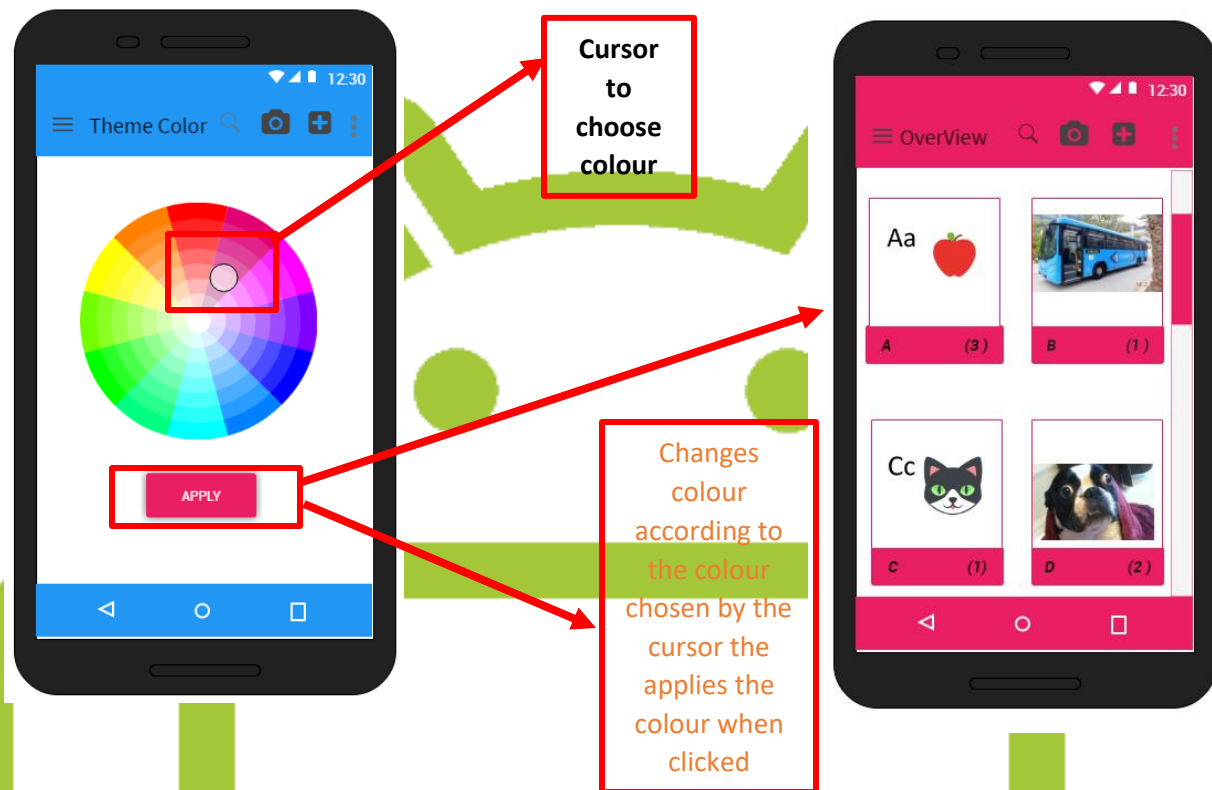 12:30
Theme Color
APPLY
Cursor
to
choose
colour
Changes
colour
according to
the colour
chosen by the
cursor the
applies the
colour when
clicked
12:30
OverView
Aa
A (3)
B (1)
Cc
C (1)
D (2)